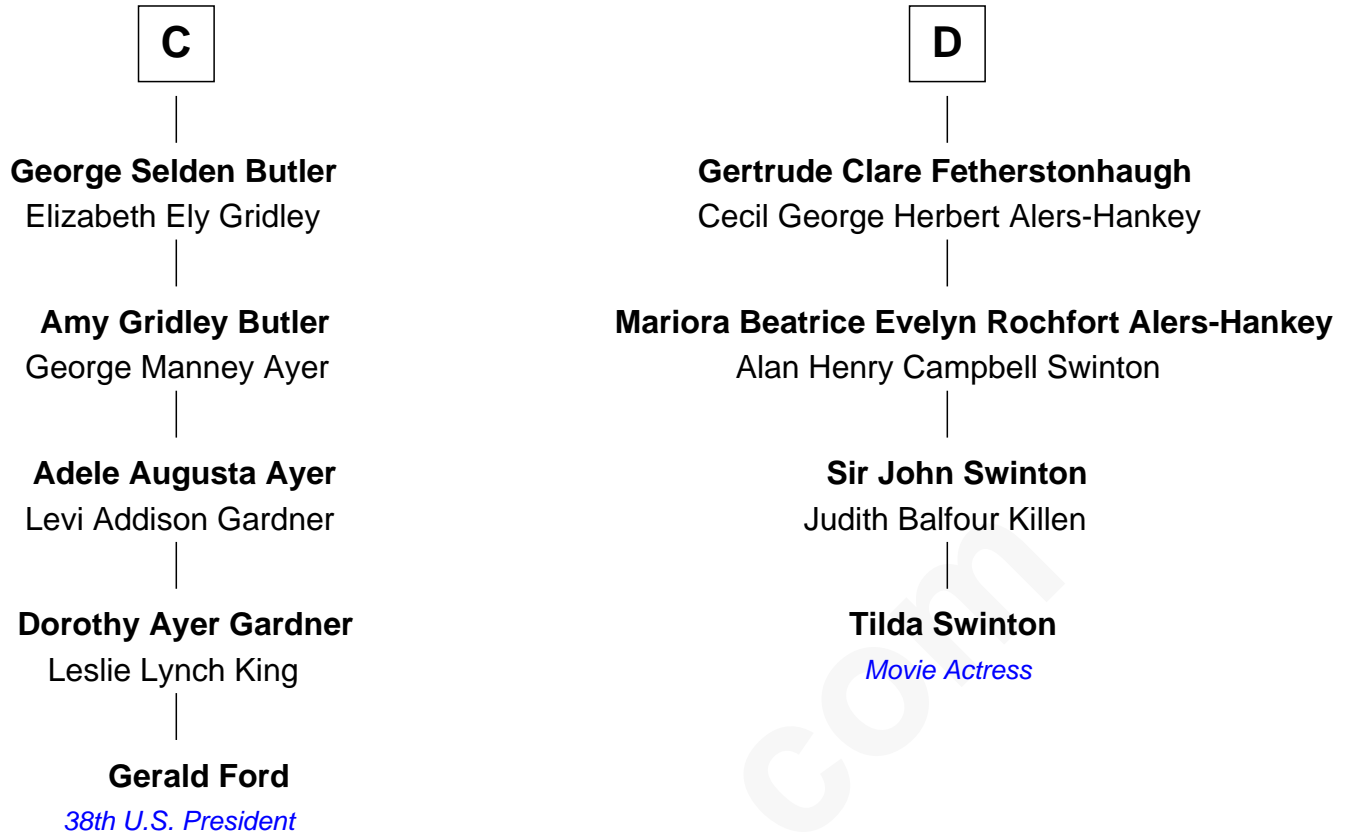 C
George Selden Butler
Elizabeth Ely Gridley
Amy Gridley Butler
George Manney Ayer
Adele Augusta Ayer
Levi Addison Gardner
Dorothy Ayer Gardner
Leslie Lynch King
Gerald Ford
38th U.S. President
D
Gertrude Clare Fetherstonhaugh
Cecil George Herbert Alers-Hankey
Mariora Beatrice Evelyn Rochfort Alers-Hankey
Alan Henry Campbell Swinton
Sir John Swinton
Judith Balfour Killen
Tilda Swinton
Movie Actress
com